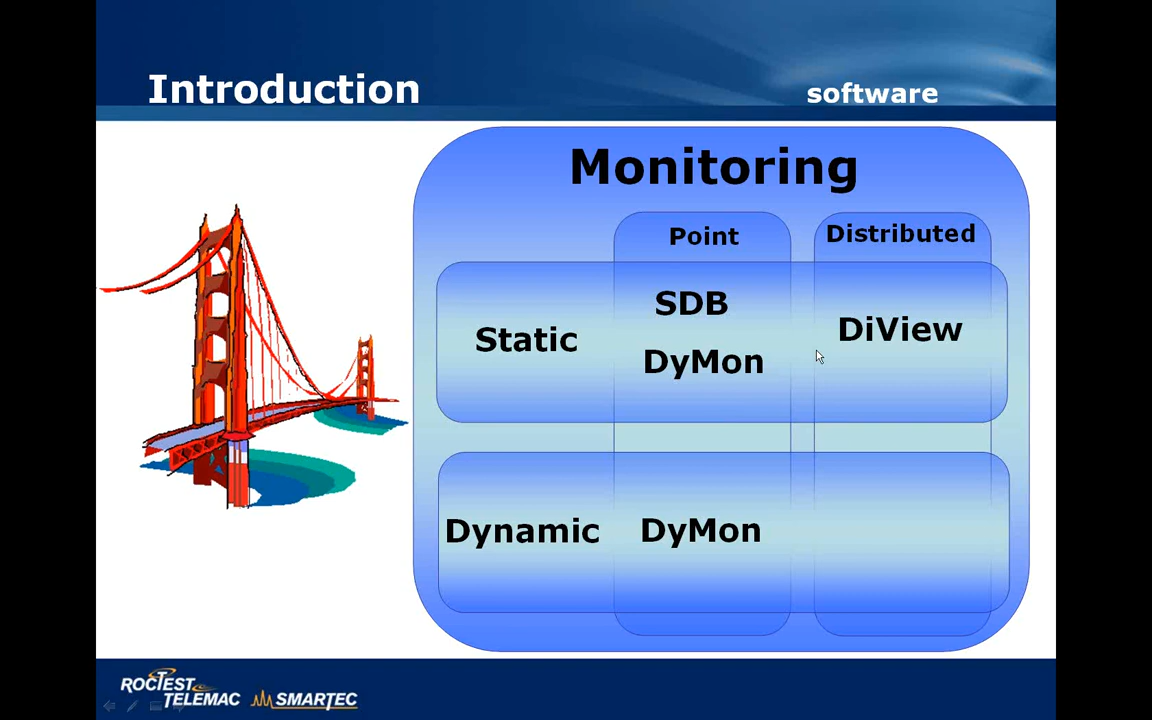 Introduction
software
Monitoring
Point
Distributed
Static
SDB
DyMon
DiView
Dynamic
DyMon
ROCTEST
TELEMAC
SMARTEC